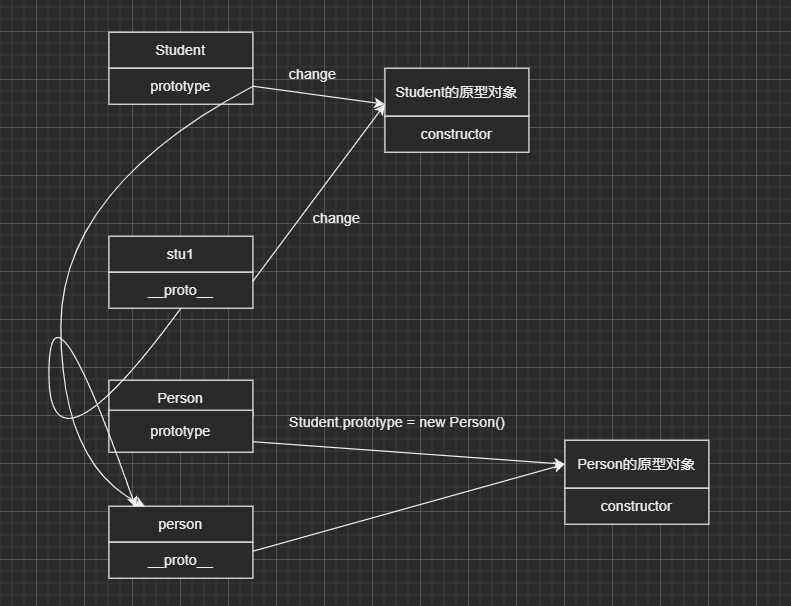 Student
prototype
change
Student的原型对象
constructor
change
stu1
__proto__
Person
prototype
Student.prototype = new Person()
Person的原型对象
constructor
person
__proto__